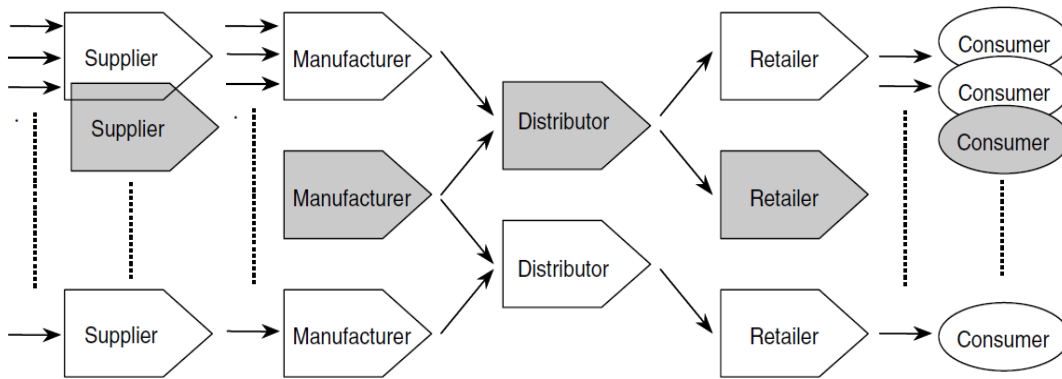 Supplier
Supplier
Supplier
Manufacturer
Manufacturer
Manufacturer
Distributor
Distributor
Retailer
Retailer
Retailer
Consumer
Consumer
Consumer
Consumer